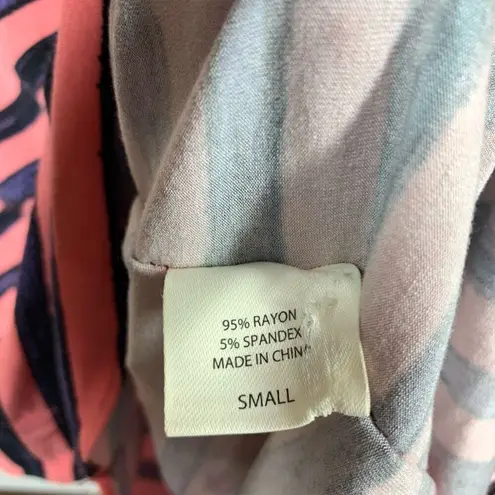 95% RAYON
5% SPANDEX
MADE IN CHINA
SMALL